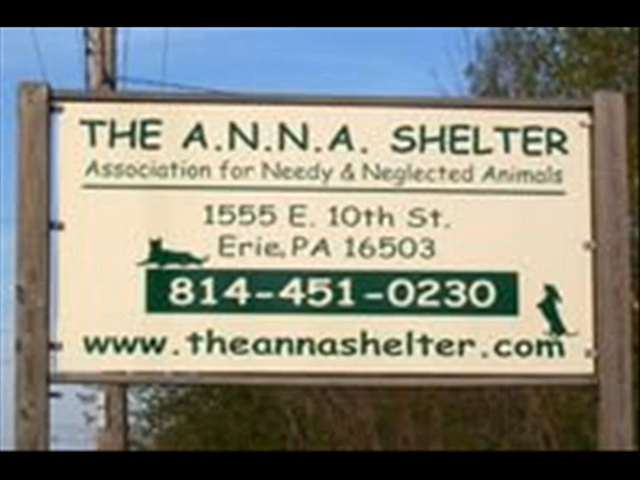 THE A.N.N.A. SHELTER
Association for Needy & Neglected Animals
1555 E. 10th St.
Erie, PA 16503
814-451-0230
www.theannashelter.com